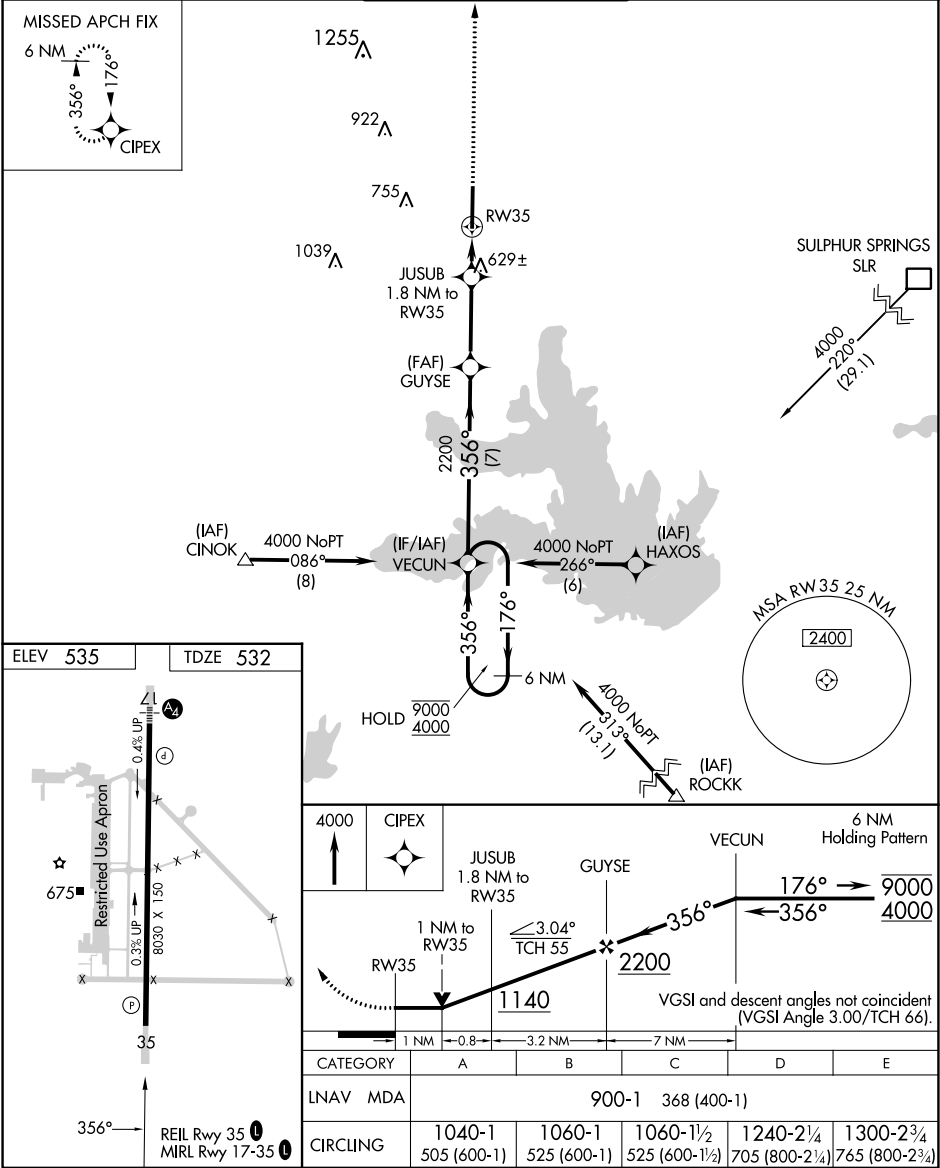 MISSED APCH FIX
6 NM
356°
176°
CIPEX
1255
922
755
1039
RW35
629±
JUSUB
1.8 NM to
RW35
(FAF)
GUYSE
2200
356°
(7)
SULPHUR SPRINGS
SLR
4000
220°
(29.1)
(IAF)
CINOK
4000 NoPT
086°
(8)
(IF/IAF)
VECUN
4000 NoPT
266°
(6)
(IAF)
HAXOS
356°
176°
6 NM
HOLD
9000
4000
4000 NoPT
313°
(13.1)
(IAF)
ROCKK
MSA RW35 25 NM
2400
ELEV 535
TDZE 532
17
A4
0.4% UP
P
Restricted Use Apron
675
0.3% UP
8030 X 150
X
X
X
X
X
X
X
X
P
35
356°
REIL Rwy 35 L
MIRL Rwy 17-35 L
4000
CIPEX
6 NM
Holding Pattern
VECUN
GUYSE
JUSUB
1.8 NM to
RW35
1 NM to
RW35
RW35
3.04°
TCH 55
356°
176°
356°
9000
4000
2200
1140
VGSI and descent angles not coincident
(VGSI Angle 3.00/TCH 66).
1 NM
0.8
3.2 NM
7 NM
CATEGORY A B C D E
LNAV MDA 900-1 368 (400-1)
CIRCLING
1040-1 1060-1 1060-1½ 1240-2¼ 1300-2¾
505 (600-1) 525 (600-1) 525 (600-1½) 705 (800-2¼) 765 (800-2¾)